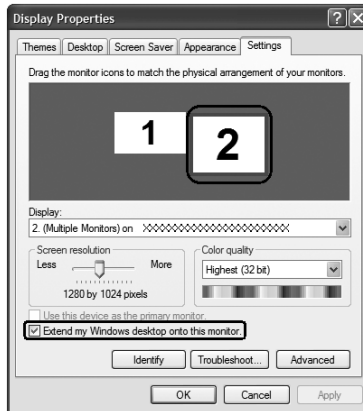 Display Properties
Themes Desktop Screen Saver Appearance Settings
Drag the monitor icons to match the physical arrangement of your monitors.
1 2
Display:
2. (Multiple Monitors) on XXXXXXXXXXXXXXXXXXXXXXX
Screen resolution Color quality
Less More Highest (32 bit)
1280 by 1024 pixels
Use this device as the primary monitor.
Extend my Windows desktop onto this monitor.
Identify Troubleshoot... Advanced
OK Cancel Apply